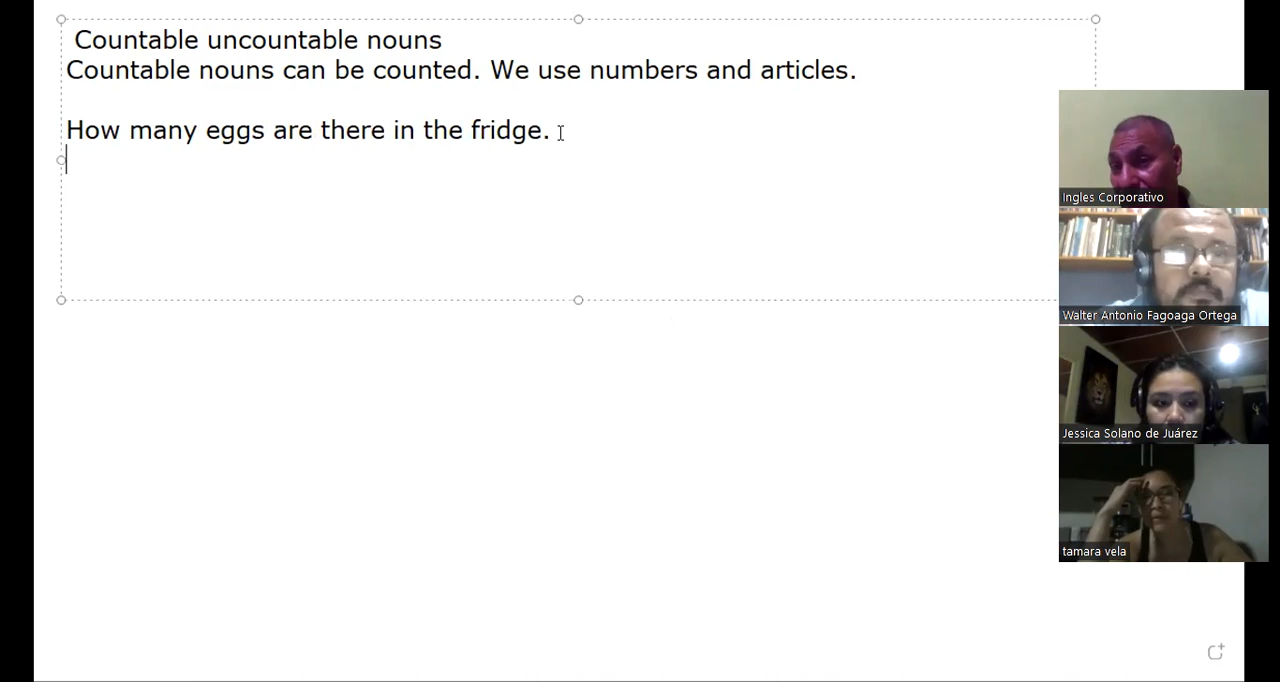 Countable uncountable nouns
Countable nouns can be counted. We use numbers and articles.
How many eggs are there in the fridge.
Ingles Corporativo
Walter Antonio Fagoaga Ortega
Jessica Solano de Juárez
tamara vela